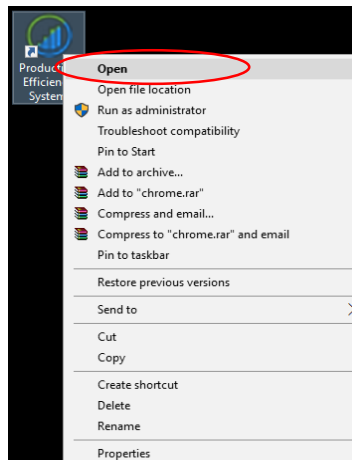 Open
Efficien
System
Open file location
Run as administrator
Troubleshoot compatibility
Pin to Start
Add to archive...
Add to "chrome.rar"
Compress and email...
Compress to "chrome.rar" and email
Pin to taskbar
Restore previous versions
Send to
Cut
Copy
Create shortcut
Delete
Rename
Properties